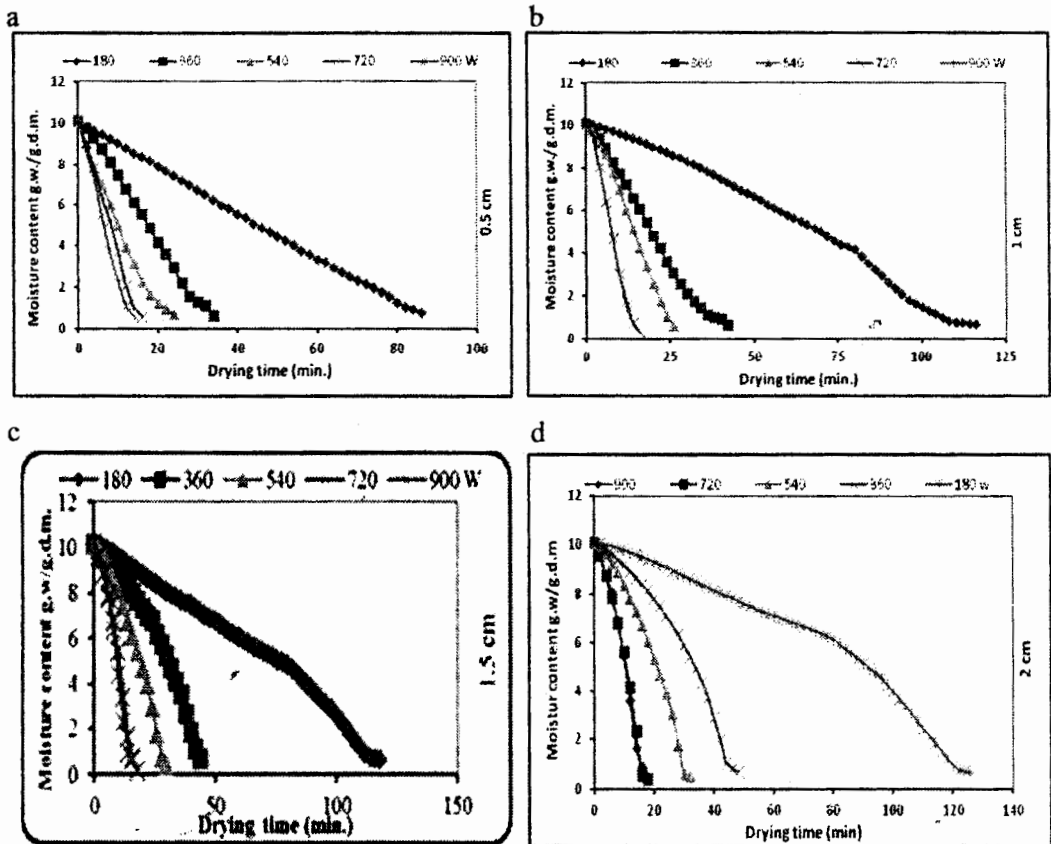 a
180 360 540 720 900 W
12
10
8
6
4
2
0
0 20 40 60 80 100
Moisture content g.w./g.d.m.
Drying time (min.)
0.5 cm
b
180 360 540 720 900 W
12
10
8
6
4
2
0
0 25 50 75 100 125
Moisture content g.w./g.d.m.
Drying time (min.)
1 cm
c
180 360 540 720 900 W
12
10
8
6
4
2
0
0 50 100 150
Moisture content g.w/g.d.m.
Drying time (min.)
1.5 cm
d
900 720 540 360 180 w
12
10
8
6
4
2
0
0 20 40 60 80 100 120 140
Moistur content g.w/g.d.m
Drying time (min)
2 cm